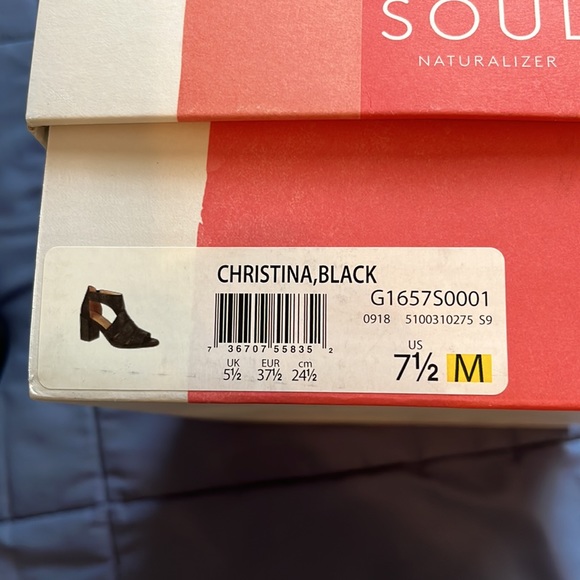 SOUL
NATURALIZER
CHRISTINA,BLACK
G1657S0001
0918 5100310275 S9
7 36707 55835 2
UK EUR cm
5½ 37½ 24½
US
7½ M